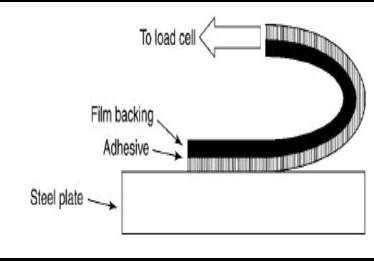 To load cell
Film backing
Adhesive
Steel plate